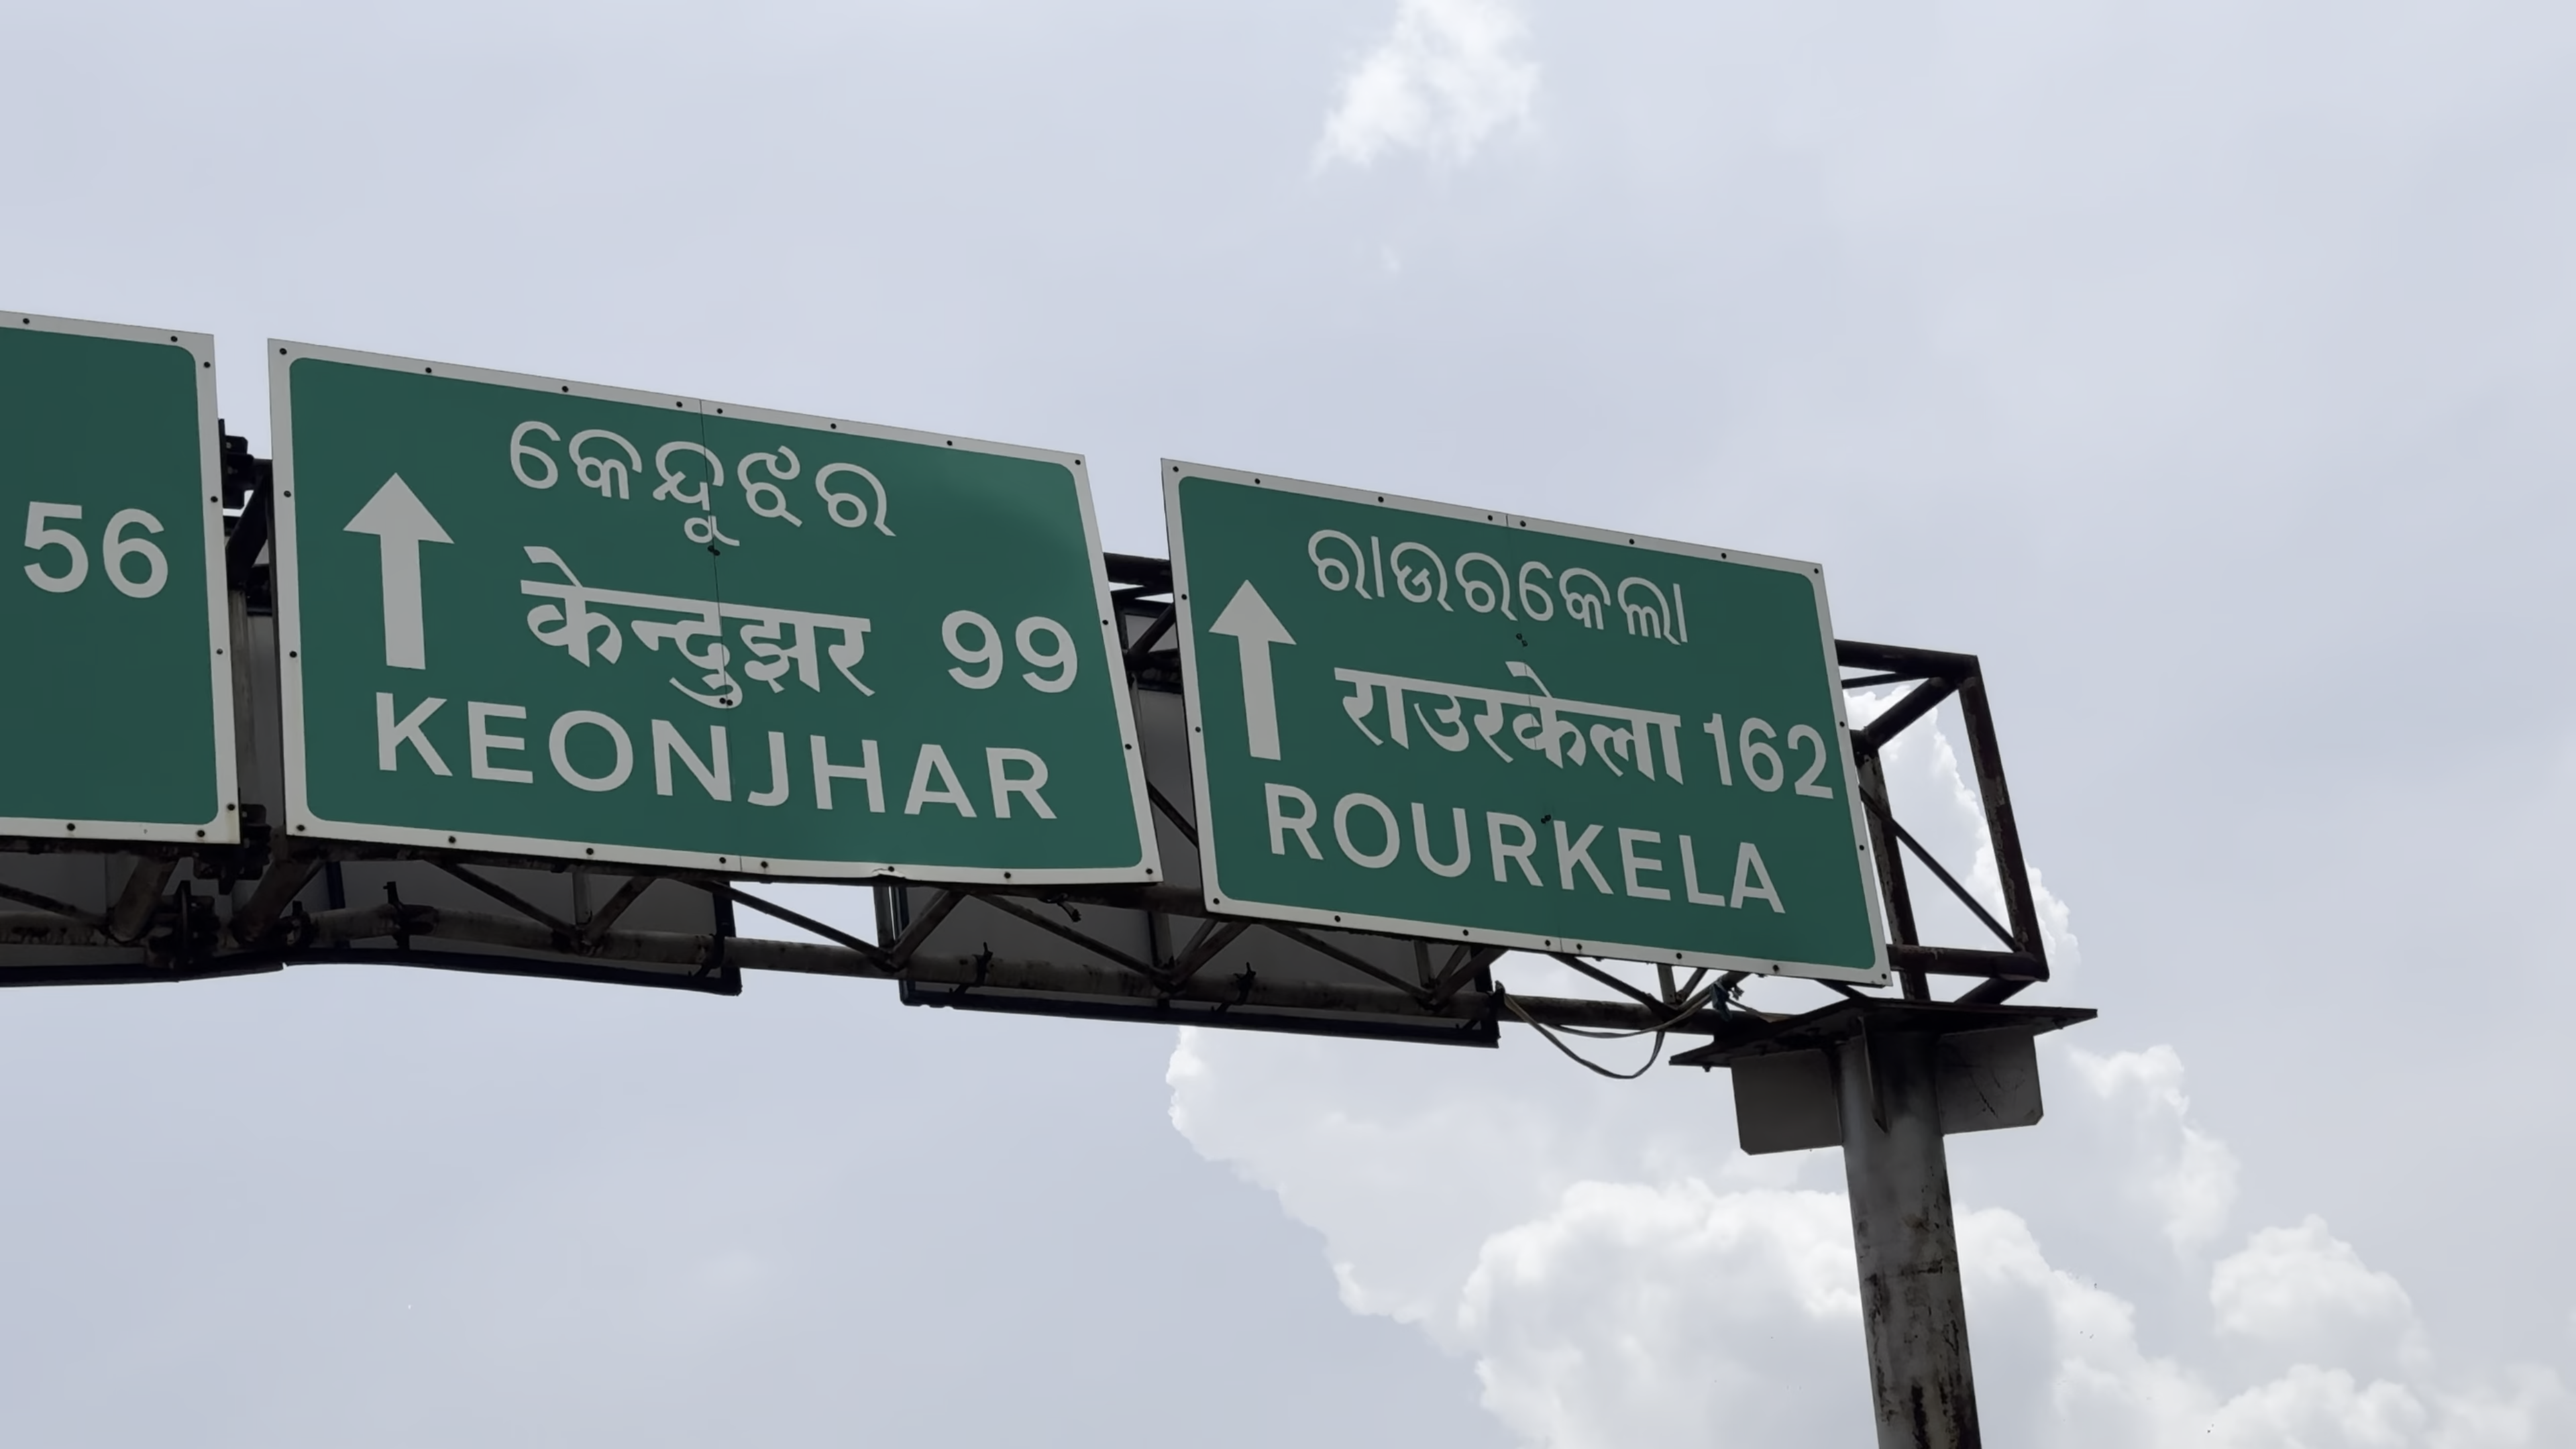 56
କେନ୍ଦୁଝର
केन्दुझर 99
KEONJHAR
ରାଉରକେଲା
राउरकेला 162
ROURKELA